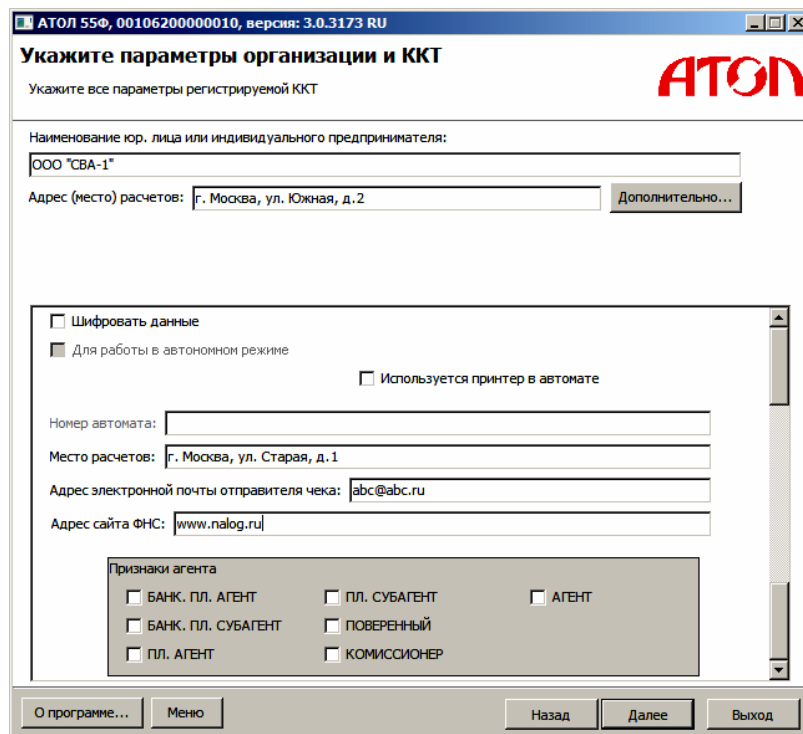 АТОЛ 55Ф, 00106200000010, версия: 3.0.3173 RU
Укажите параметры организации и ККТ
Укажите все параметры регистрируемой ККТ
АТОЛ
Наименование юр. лица или индивидуального предпринимателя:
ООО "СВА-1"
Адрес (место) расчетов: г. Москва, ул. Южная, д.2 Дополнительно...
Шифровать данные
Для работы в автономном режиме
Используется принтер в автомате
Номер автомата:
Место расчетов: г. Москва, ул. Старая, д.1
Адрес электронной почты отправителя чека: abc@abc.ru
Адрес сайта ФНС: www.nalog.ru
Признаки агента
БАНК. ПЛ. АГЕНТ ПЛ. СУБАГЕНТ АГЕНТ
БАНК. ПЛ. СУБАГЕНТ ПОВЕРЕННЫЙ
ПЛ. АГЕНТ КОМИССИОНЕР
О программе... Меню Назад Далее Выход